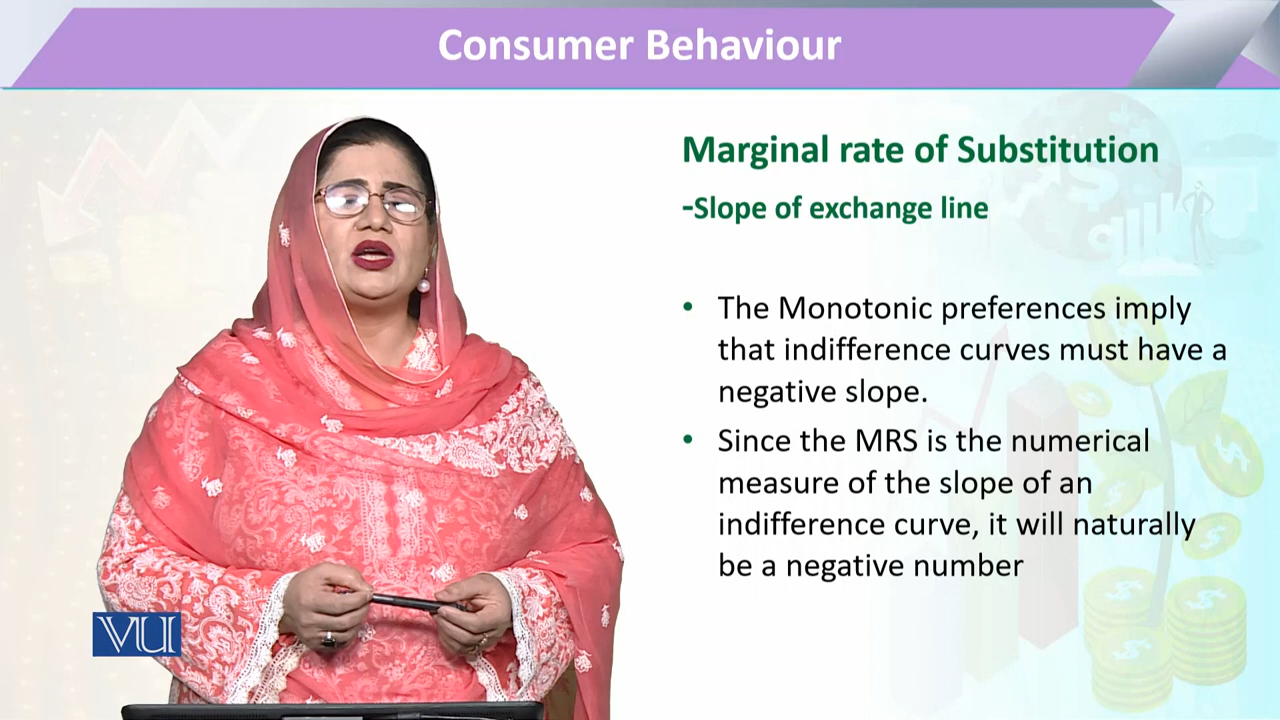 Consumer Behaviour
Marginal rate of Substitution
-Slope of exchange line
• The Monotonic preferences imply
that indifference curves must have a
negative slope.
• Since the MRS is the numerical
measure of the slope of an
indifference curve, it will naturally
be a negative number
VU